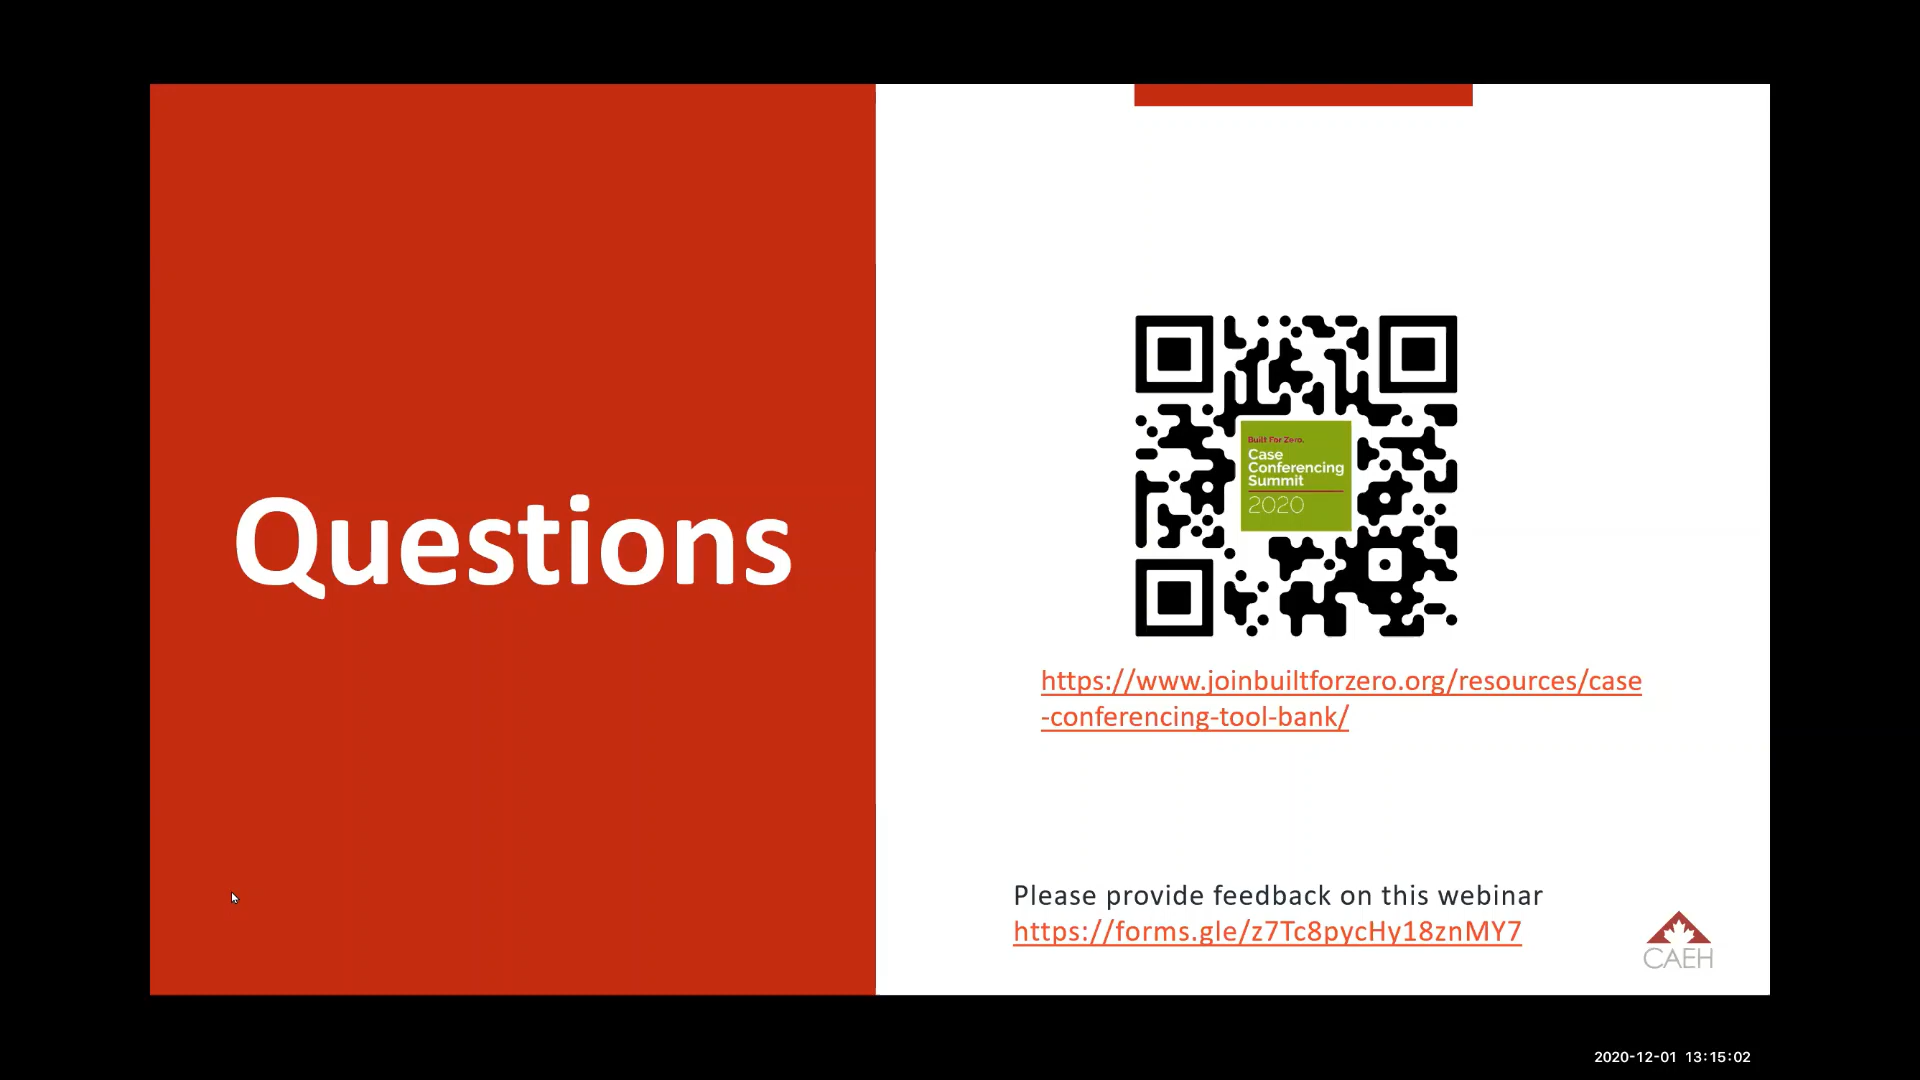 Questions
Built For Zero.
Case
Conferencing
Summit
2020
https://www.joinbuiltforzero.org/resources/case
-conferencing-tool-bank/
Please provide feedback on this webinar
https://forms.gle/z7Tc8pycHy18znMY7
CAEH
2020-12-01 13:15:02